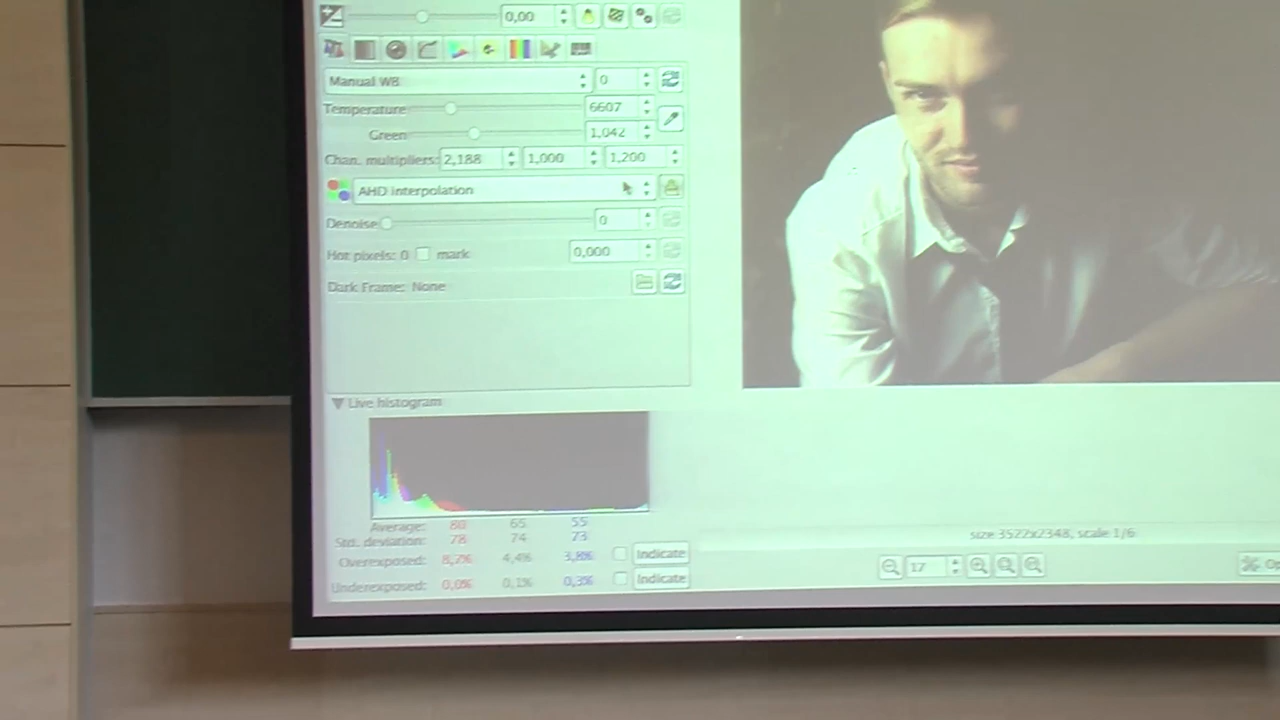 0,00
Manual WB 0
Temperature 6607
Green 1,042
Chan. multipliers: 2,188 1,000 1,200
AHD interpolation
Denoise 0
Hot pixels: 0 mark 0,000
Dark Frame: None
Live histogram
Average: 80 65 55
Std. deviation: 78 74 73
Overexposed: 8,7% 4,4% 3,8% Indicate
Underexposed: 0,0% 0,1% 0,3% Indicate
size 3522x2348, scale 1/6
17
Op